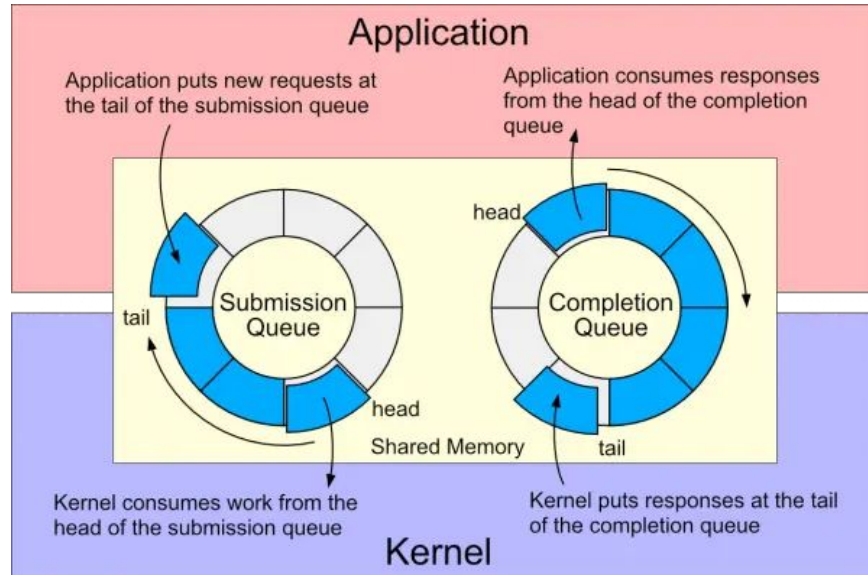 Application
Application puts new requests at
the tail of the submission queue
Application consumes responses
from the head of the completion
queue
head
Submission
Queue
Completion
Queue
tail
head
Shared Memory
tail
Kernel consumes work from the
head of the submission queue
Kernel puts responses at the tail
of the completion queue
Kernel